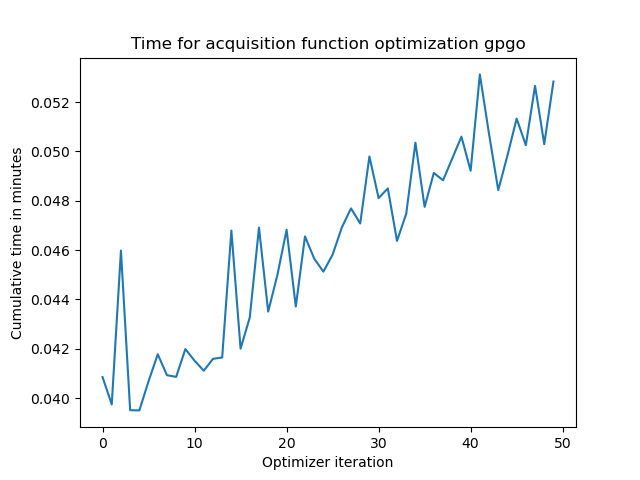 Time for acquisition function optimization gpgo
Cumulative time in minutes
0.052
0.050
0.048
0.046
0.044
0.042
0.040
0 10 20 30 40 50
Optimizer iteration